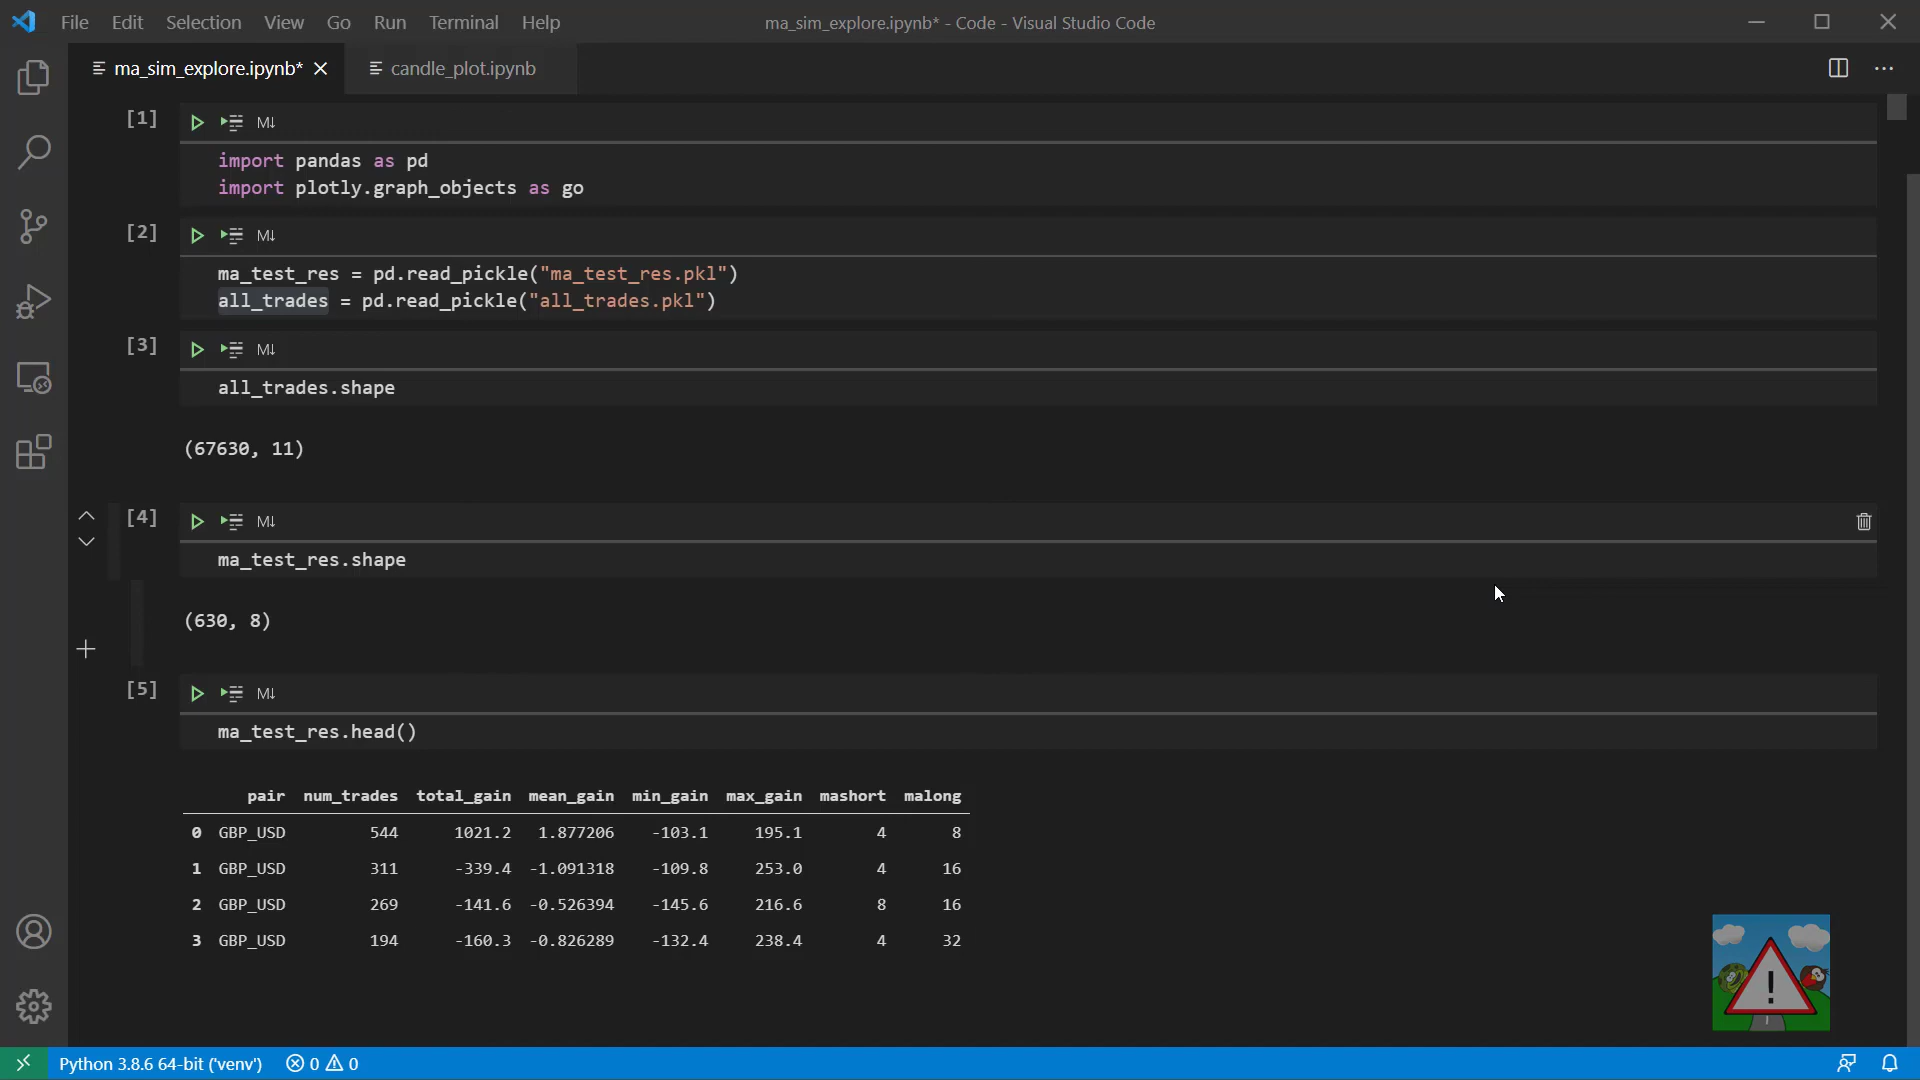 File Edit Selection View Go Run Terminal Help ma_sim_explore.ipynb* - Code - Visual Studio Code
ma_sim_explore.ipynb* candle_plot.ipynb
[1] M↓
import pandas as pd
import plotly.graph_objects as go
[2] M↓
ma_test_res = pd.read_pickle("ma_test_res.pkl")
all_trades = pd.read_pickle("all_trades.pkl")
[3] M↓
all_trades.shape
(67630, 11)
[4] M↓
ma_test_res.shape
(630, 8)
[5] M↓
ma_test_res.head()
pair num_trades total_gain mean_gain min_gain max_gain mashort malong
0 GBP_USD 544 1021.2 1.877206 -103.1 195.1 4 8
1 GBP_USD 311 -339.4 -1.091318 -109.8 253.0 4 16
2 GBP_USD 269 -141.6 -0.526394 -145.6 216.6 8 16
3 GBP_USD 194 -160.3 -0.826289 -132.4 238.4 4 32
!
Python 3.8.6 64-bit ('venv') 0 0